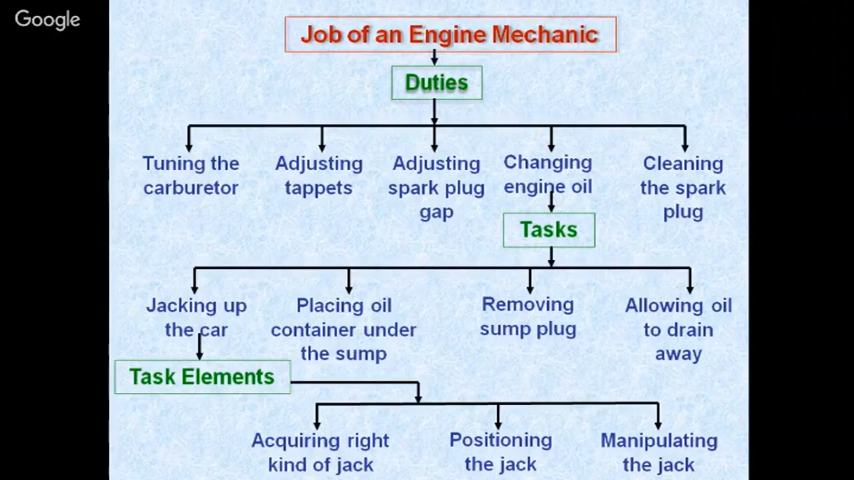 Google
Job of an Engine Mechanic
Duties
Tuning the
carburetor
Adjusting
tappets
Adjusting
spark plug
gap
Changing
engine oil
Cleaning
the spark
plug
Tasks
Jacking up
the car
Placing oil
container under
the sump
Removing
sump plug
Allowing oil
to drain
away
Task Elements
Acquiring right
kind of jack
Positioning
the jack
Manipulating
the jack